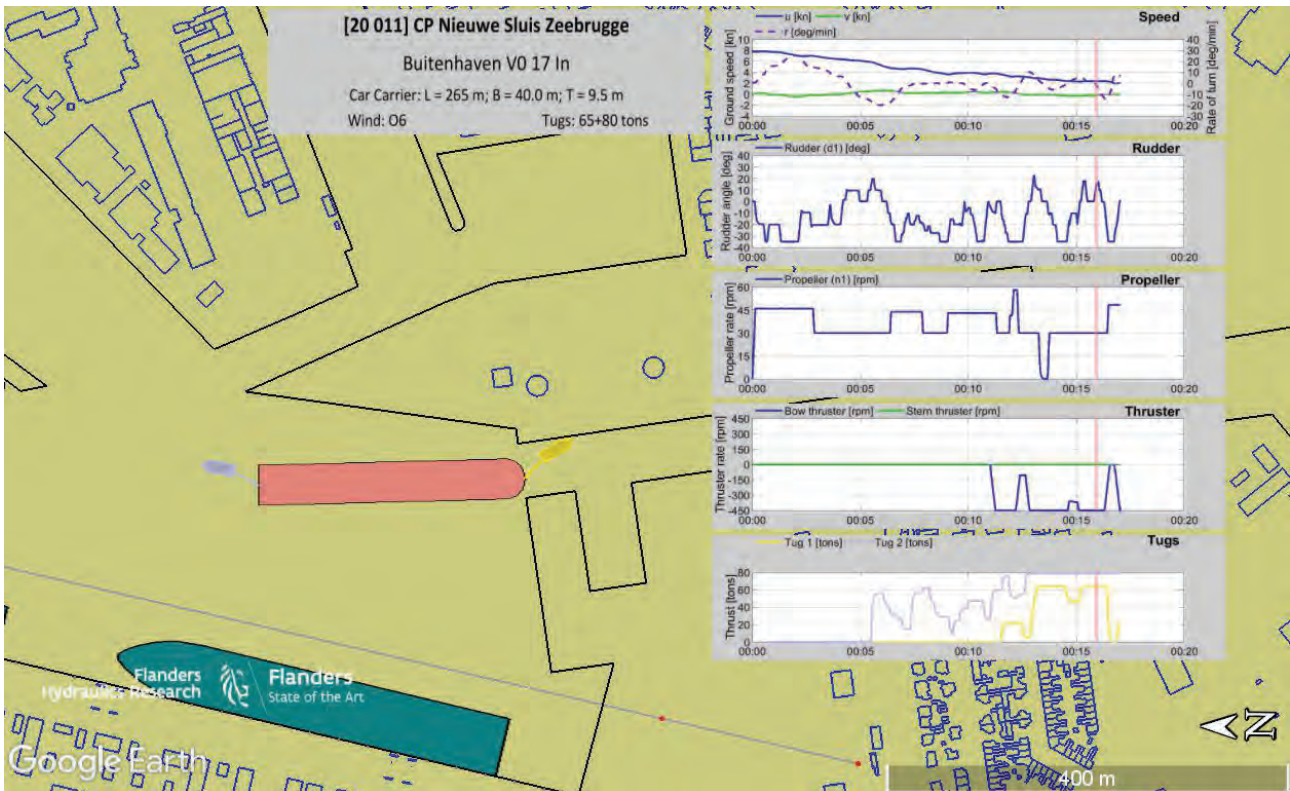 [20 011] CP Nieuwe Sluis Zeebrugge
Buitenhaven V0 17 In
Car Carrier: L = 265 m; B = 40.0 m; T = 9.5 m
Wind: O6 Tugs: 65+80 tons
u [kn] v [kn] Speed
r [deg/min]
Ground speed [kn]
10
8
6
4
2
0
-2
-4
40
30
20
10
0
-10
-20
-30
Rate of turn [deg/min]
00:00 00:05 00:10 00:15 00:20
Rudder (d1) [deg] Rudder
Rudder angle [deg]
40
30
20
10
0
-10
-20
-30
-40
00:00 00:05 00:10 00:15 00:20
Propeller (n1) [rpm] Propeller
Propeller rate [rpm]
60
45
30
15
0
00:00 00:05 00:10 00:15 00:20
Bow thruster [rpm] Stern thruster [rpm] Thruster
Thruster rate [rpm]
450
300
150
0
-150
-300
-450
00:00 00:05 00:10 00:15 00:20
Tug 1 [tons] Tug 2 [tons] Tugs
Thrust [tons]
80
60
40
20
0
00:00 00:05 00:10 00:15 00:20
Flanders
Hydraulics Research
Flanders
State of the Art
Google Earth
N
400 m